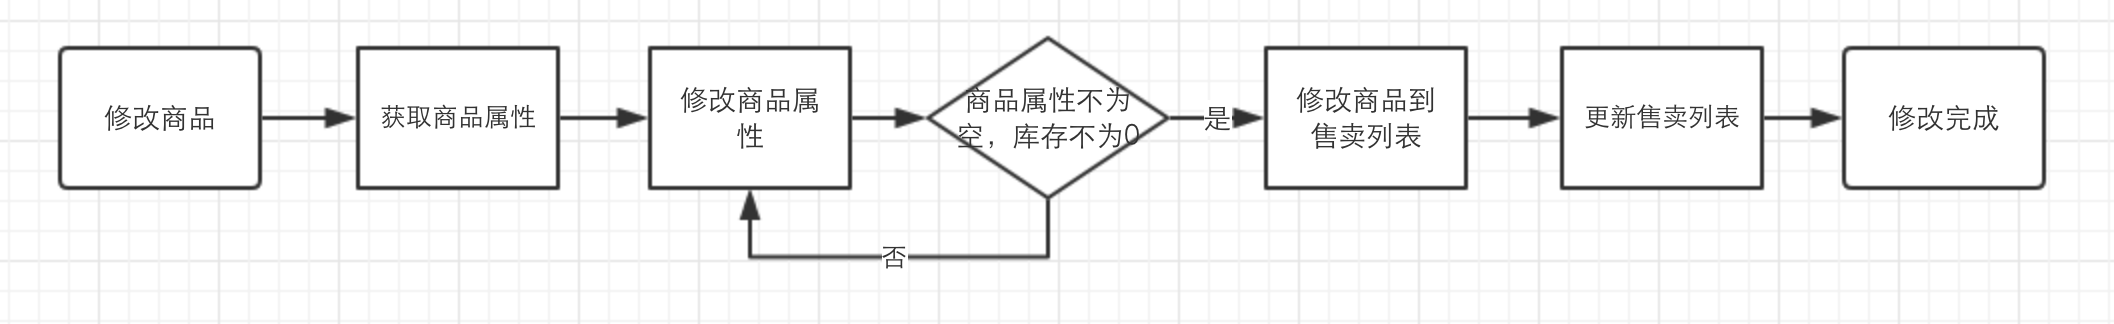 修改商品
获取商品属性
修改商品属
性
商品属性不为
空，库存不为0
是
修改商品到
售卖列表
更新售卖列表
修改完成
否